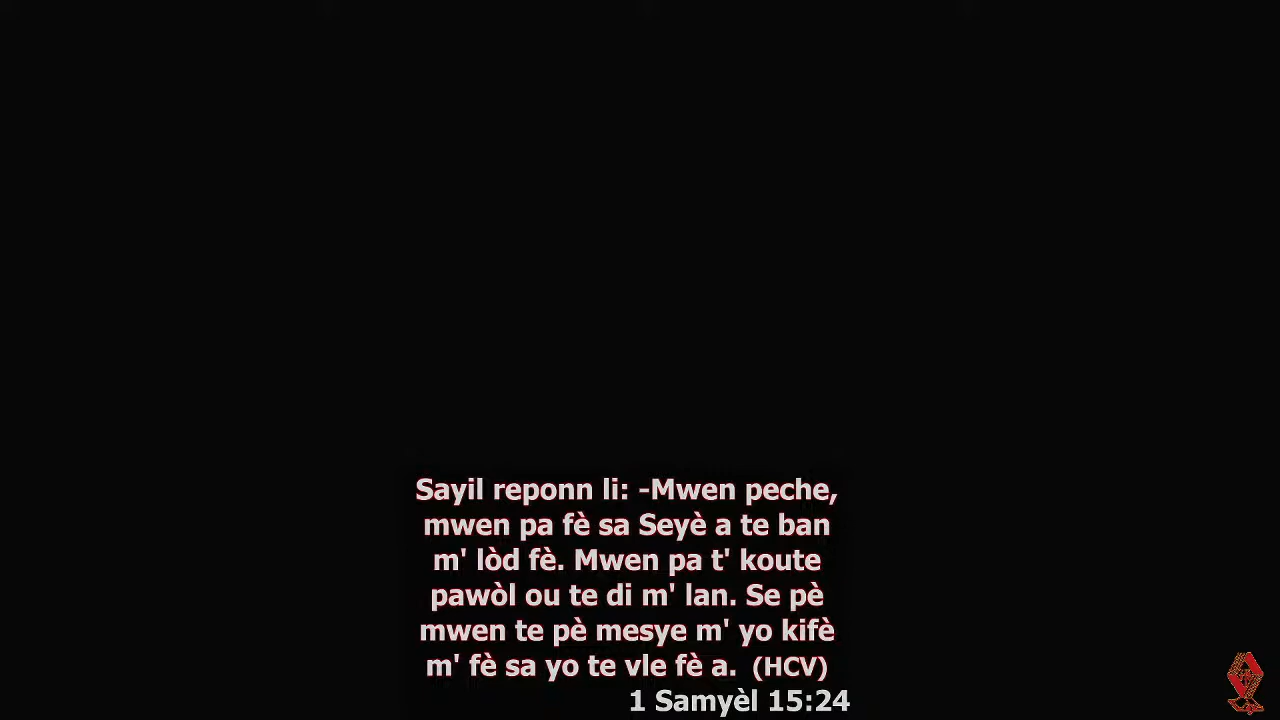 Sayil reponn li: -Mwen peche,
mwen pa fè sa Seyè a te ban
m' lòd fè. Mwen pa t' koute
pawòl ou te di m' lan. Se pè
mwen te pè mesye m' yo kifè
m' fè sa yo te vle fè a. (HCV)
1 Samyèl 15:24